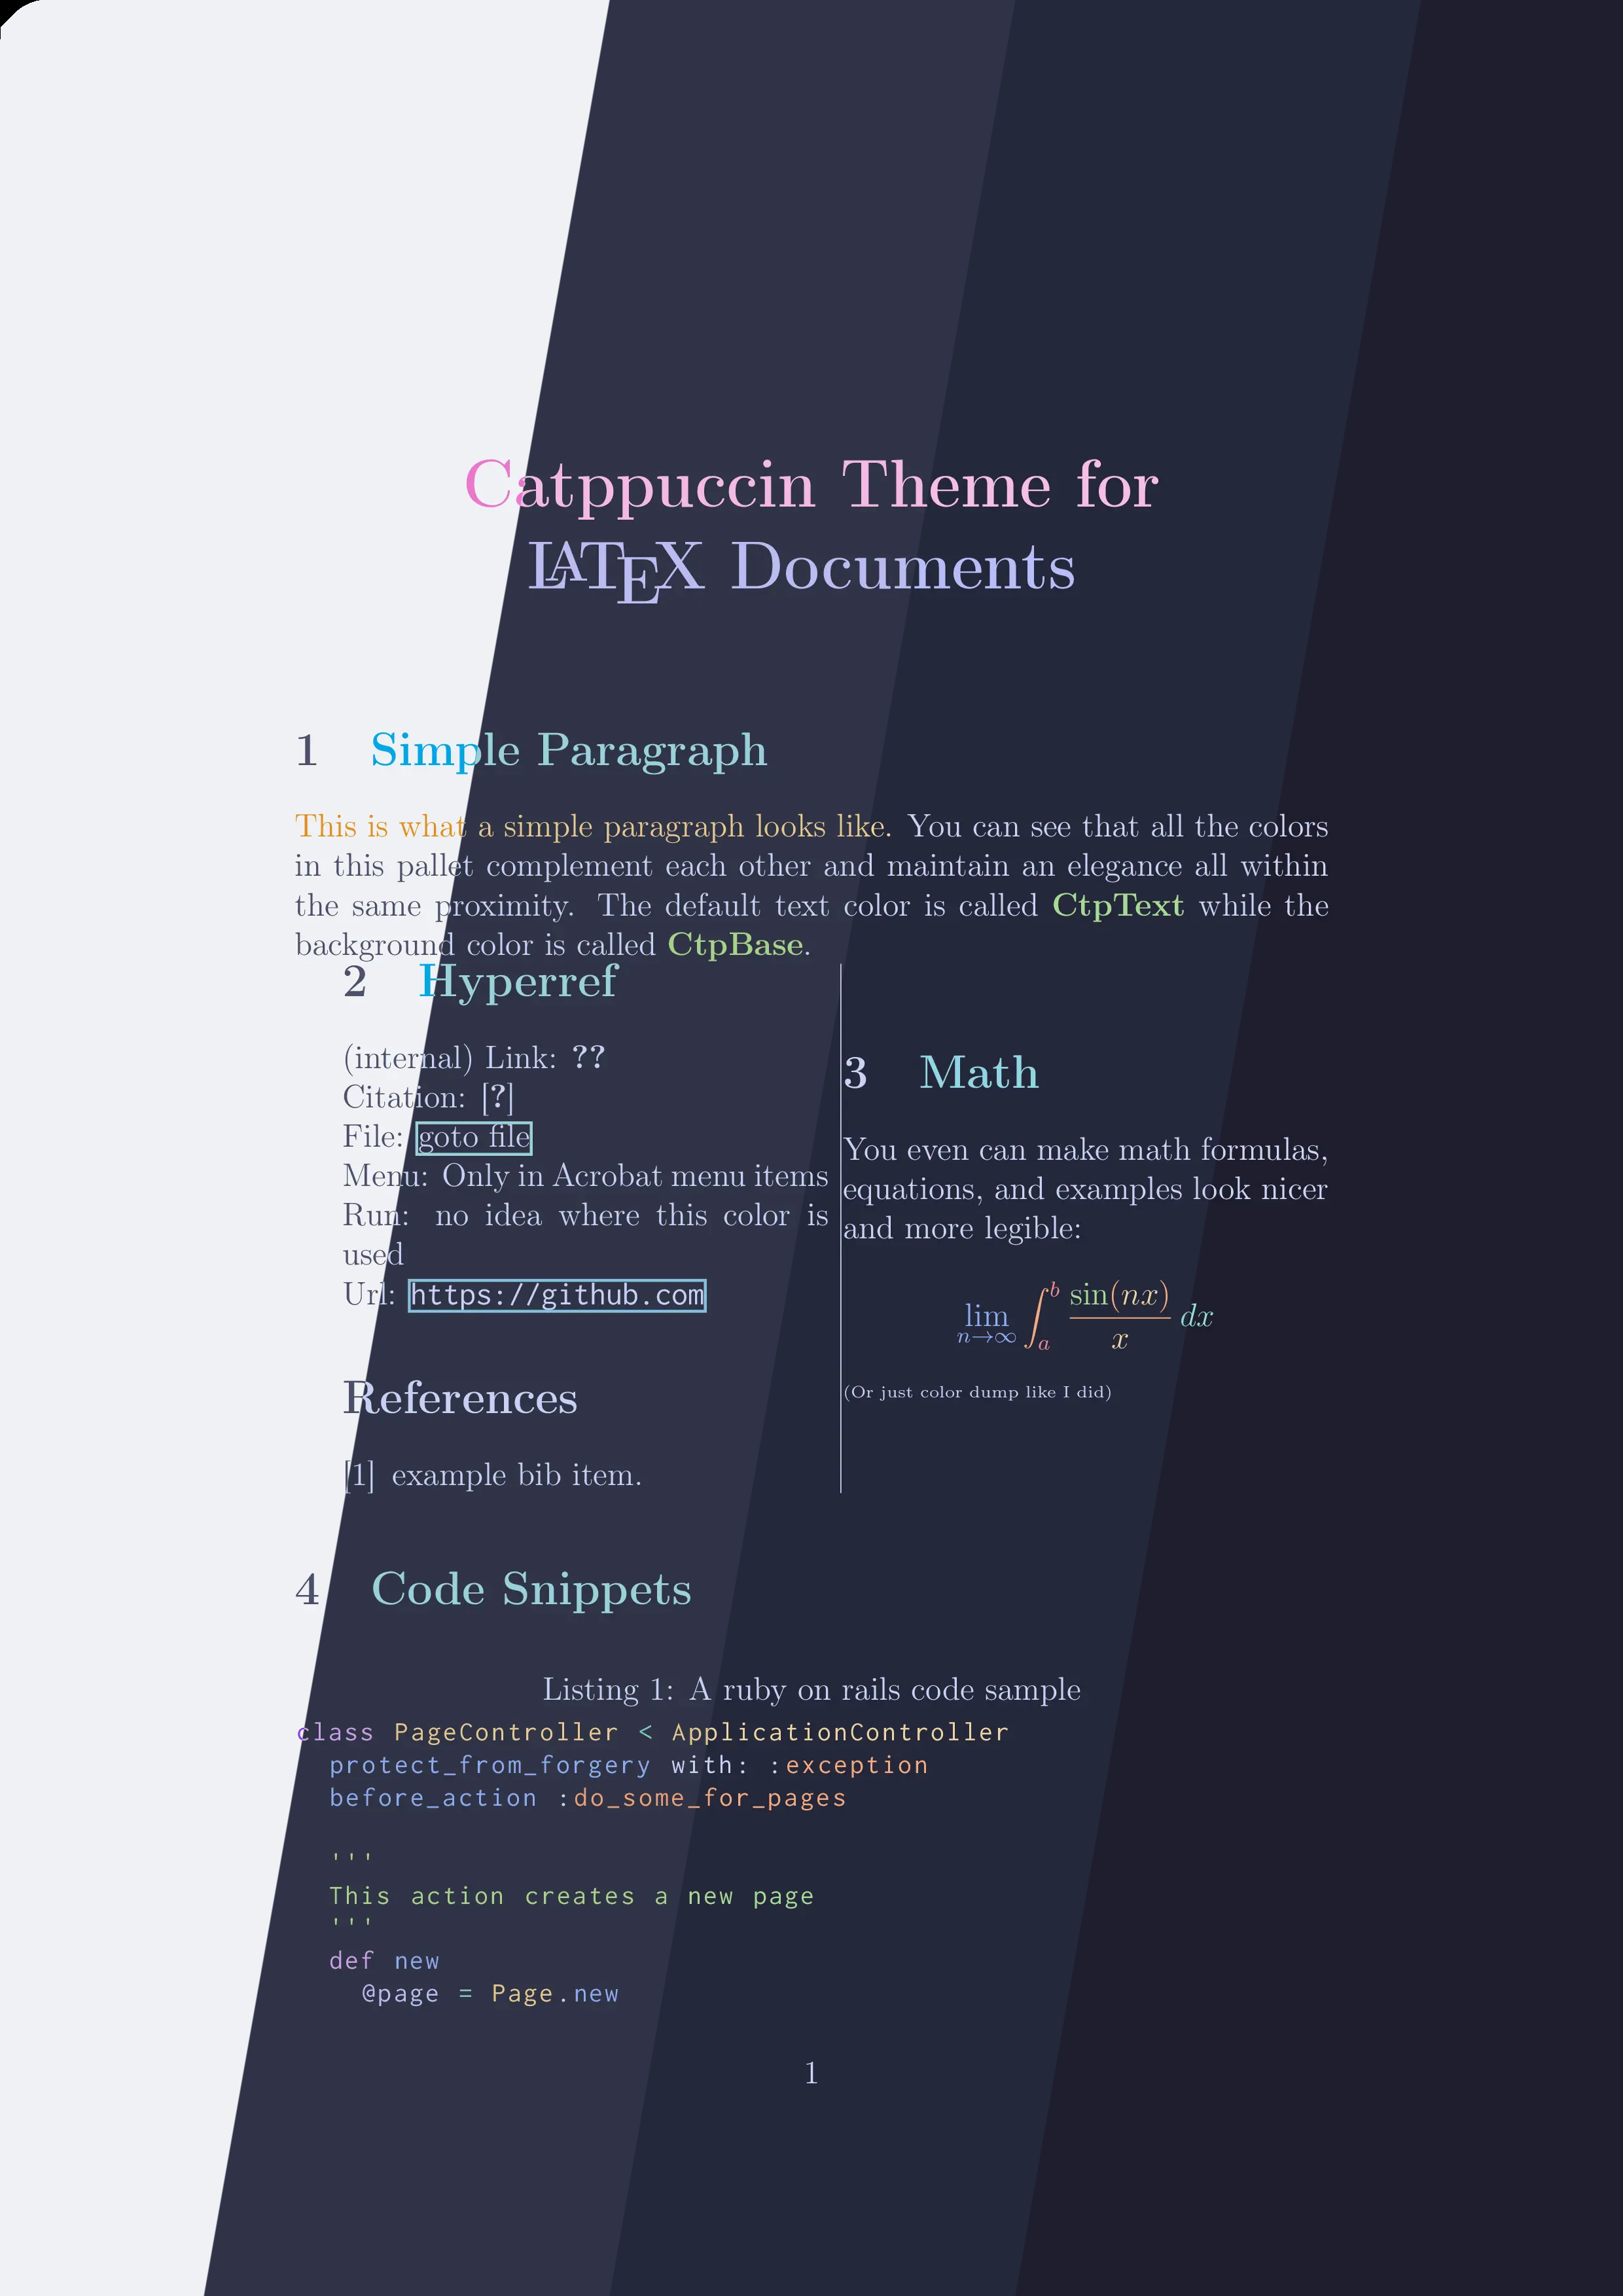 Catppuccin Theme for
LATEX Documents
1 Simple Paragraph
This is what a simple paragraph looks like. You can see that all the colors
in this pallet complement each other and maintain an elegance all within
the same proximity. The default text color is called CtpText while the
background color is called CtpBase.
2 Hyperref
(internal) Link: ??
Citation: [?]
File: goto file
Menu: Only in Acrobat menu items
Run: no idea where this color is
used
Url: https://github.com
References
[1] example bib item.
3 Math
You even can make math formulas,
equations, and examples look nicer
and more legible:
lim n→∞ ∫_a^b sin(nx)/x dx
(Or just color dump like I did)
4 Code Snippets
Listing 1: A ruby on rails code sample
class PageController < ApplicationController
  protect_from_forgery with: :exception
  before_action :do_some_for_pages
  '''
  This action creates a new page
  '''
  def new
    @page = Page.new
1